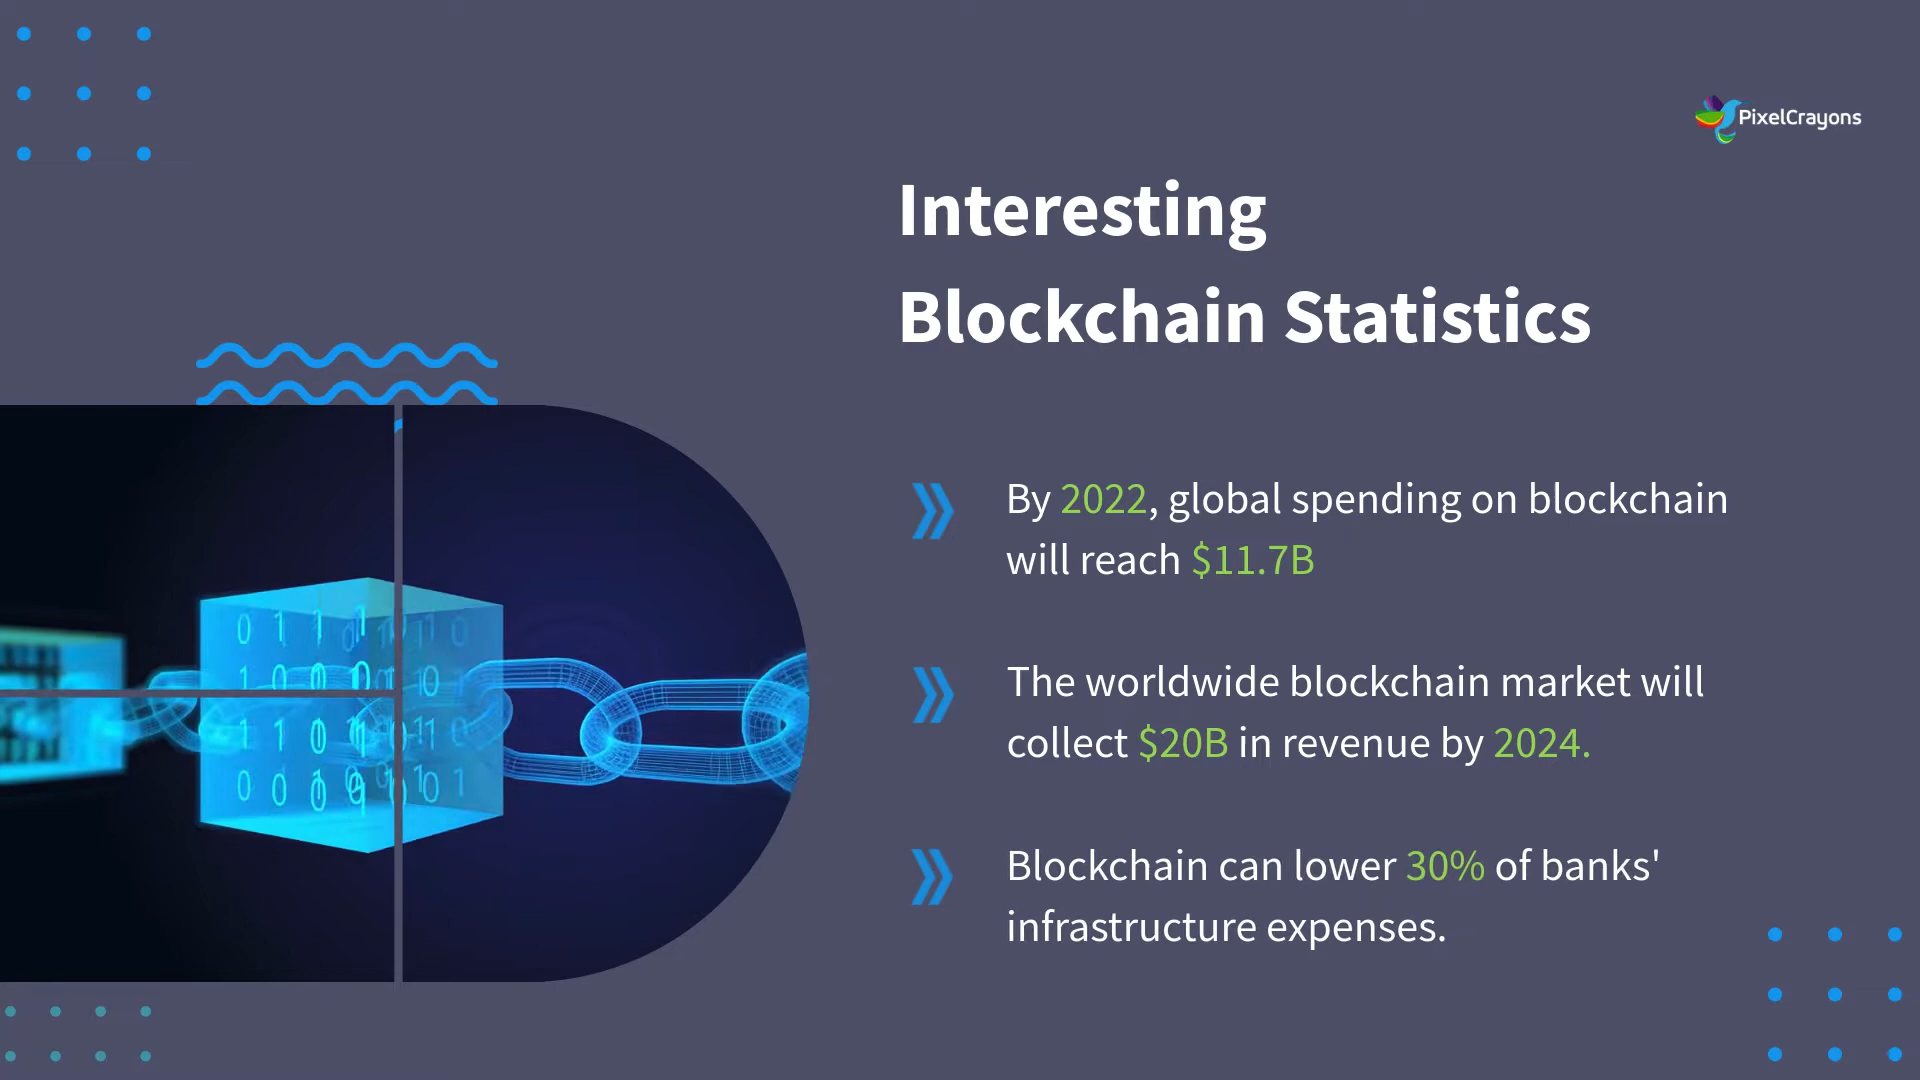 PixelCrayons
Interesting
Blockchain Statistics
By 2022, global spending on blockchain
will reach $11.7B
The worldwide blockchain market will
collect $20B in revenue by 2024.
Blockchain can lower 30% of banks'
infrastructure expenses.